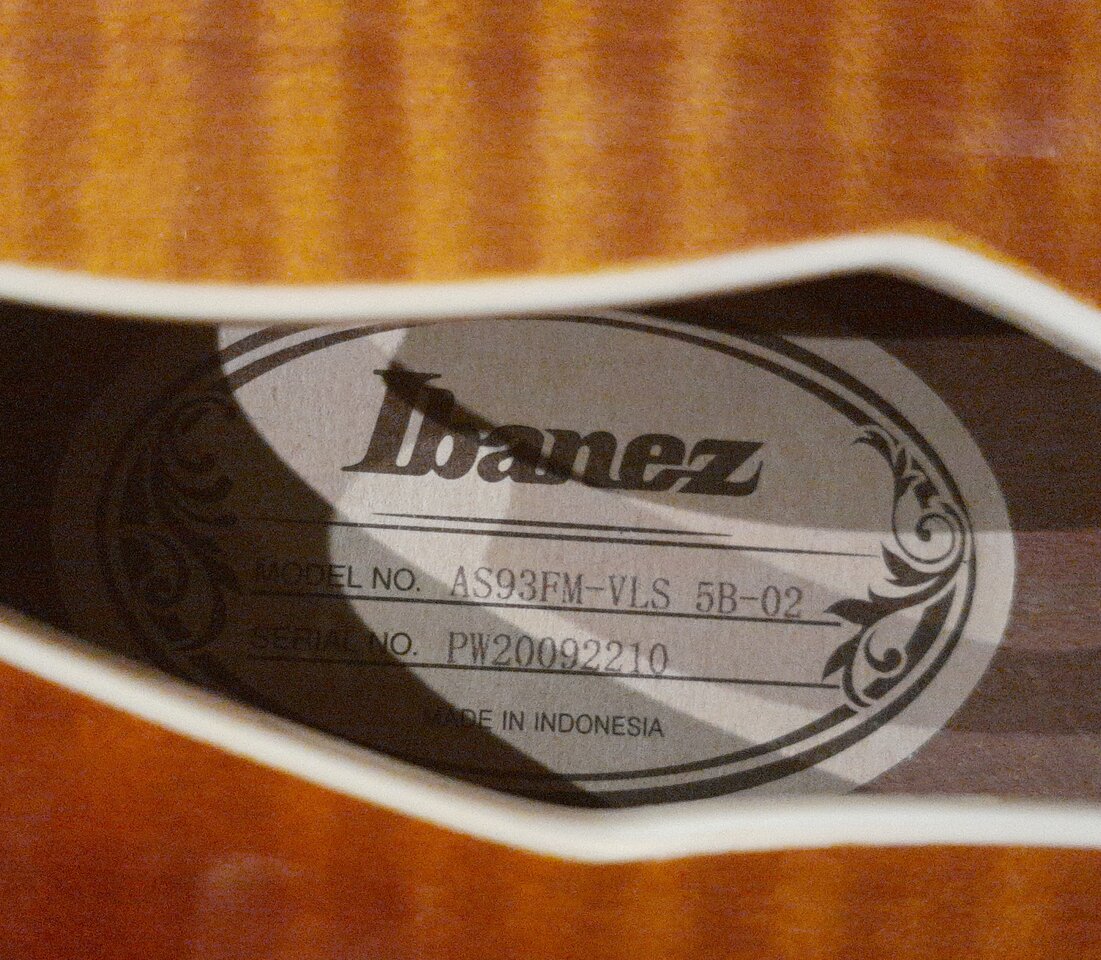 Ibanez
MODEL NO. AS93FM-VLS 5B-02
SERIAL NO. PW20092210
MADE IN INDONESIA